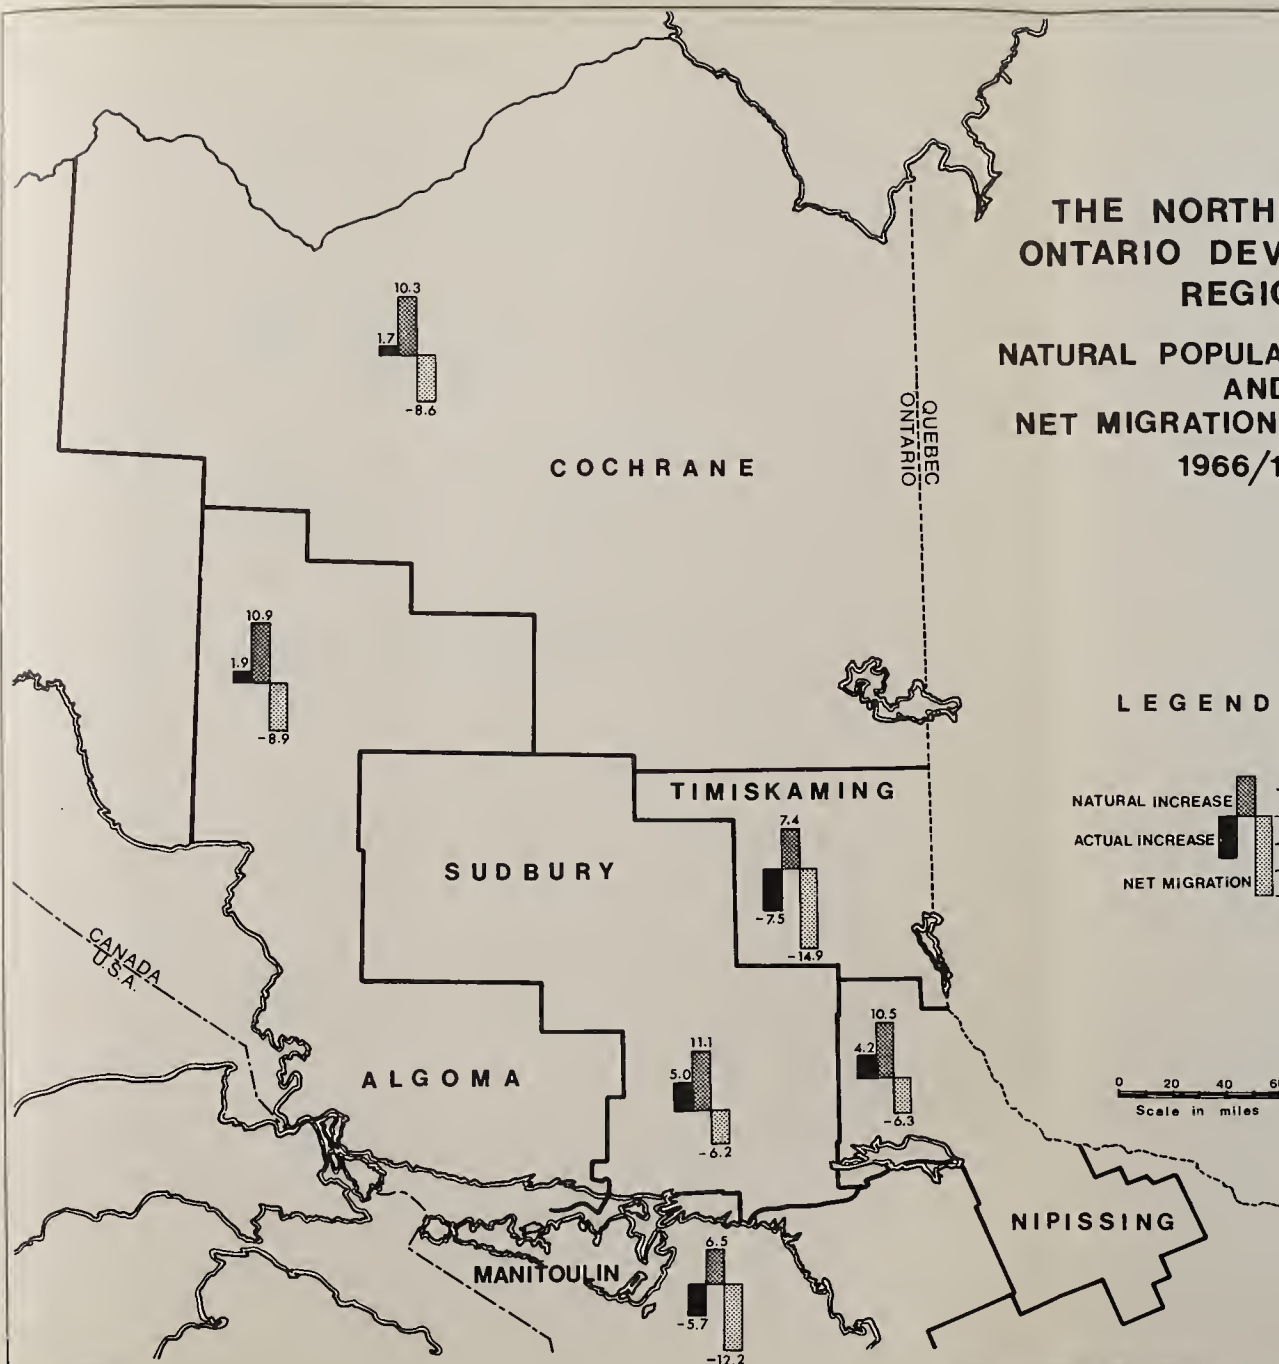 THE NORTH
ONTARIO DEV
REGIO
NATURAL POPULA
AND
NET MIGRATION
1966/1
10.3
1.7
-8.6
COCHRANE
QUEBEC
ONTARIO
10.9
1.9
-8.9
LEGEND
NATURAL INCREASE
ACTUAL INCREASE
NET MIGRATION
TIMISKAMING
7.4
-7.5
-14.9
SUDBURY
CANADA
U.S.A.
ALGOMA
11.1
5.0
-6.2
10.5
4.2
-6.3
0 20 40 60
Scale in miles
NIPISSING
MANITOULIN
6.5
-5.7
-12.2